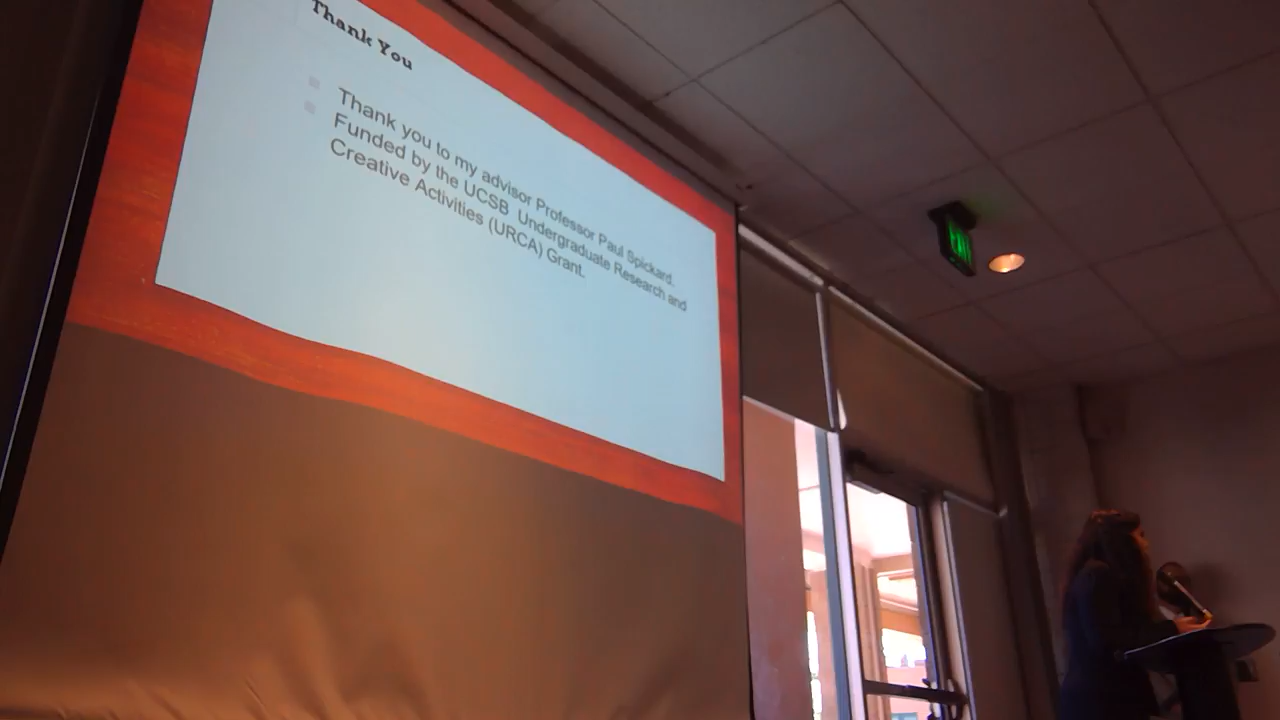 Thank You
Thank you to my advisor Professor Paul Spickard.
Funded by the UCSB Undergraduate Research and
Creative Activities (URCA) Grant.
EXIT